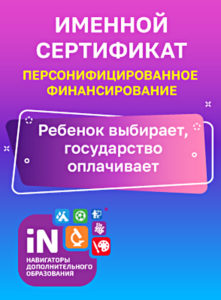 ИМЕННОЙ
СЕРТИФИКАТ
ПЕРСОНИФИЦИРОВАННОЕ
ФИНАНСИРОВАНИЕ
Ребенок выбирает,
государство
оплачивает
iN
НАВИГАТОРЫ
ДОПОЛНИТЕЛЬНОГО
ОБРАЗОВАНИЯ